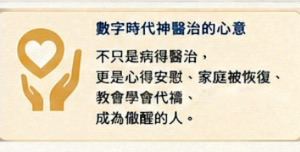 數字時代神醫治的心意
不只是病得醫治，
更是心得安慰、家庭被恢復、
教會學會代禱、
成為儆醒的人。